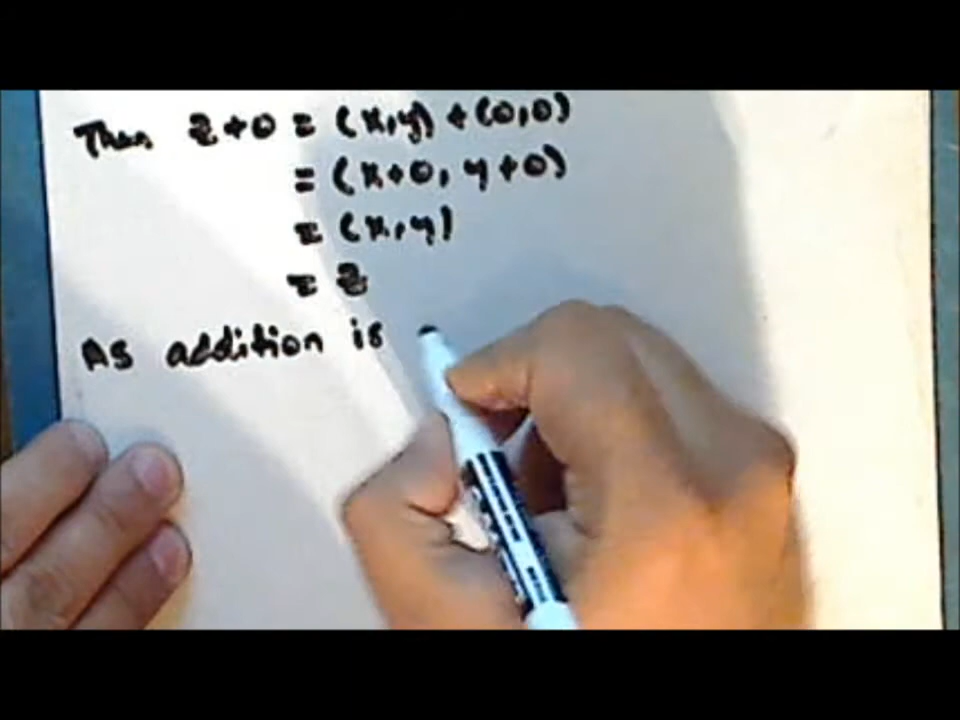 Then z+0 = (x,y) + (0,0)
= (x+0, y+0)
= (x,y)
= z
As addition is